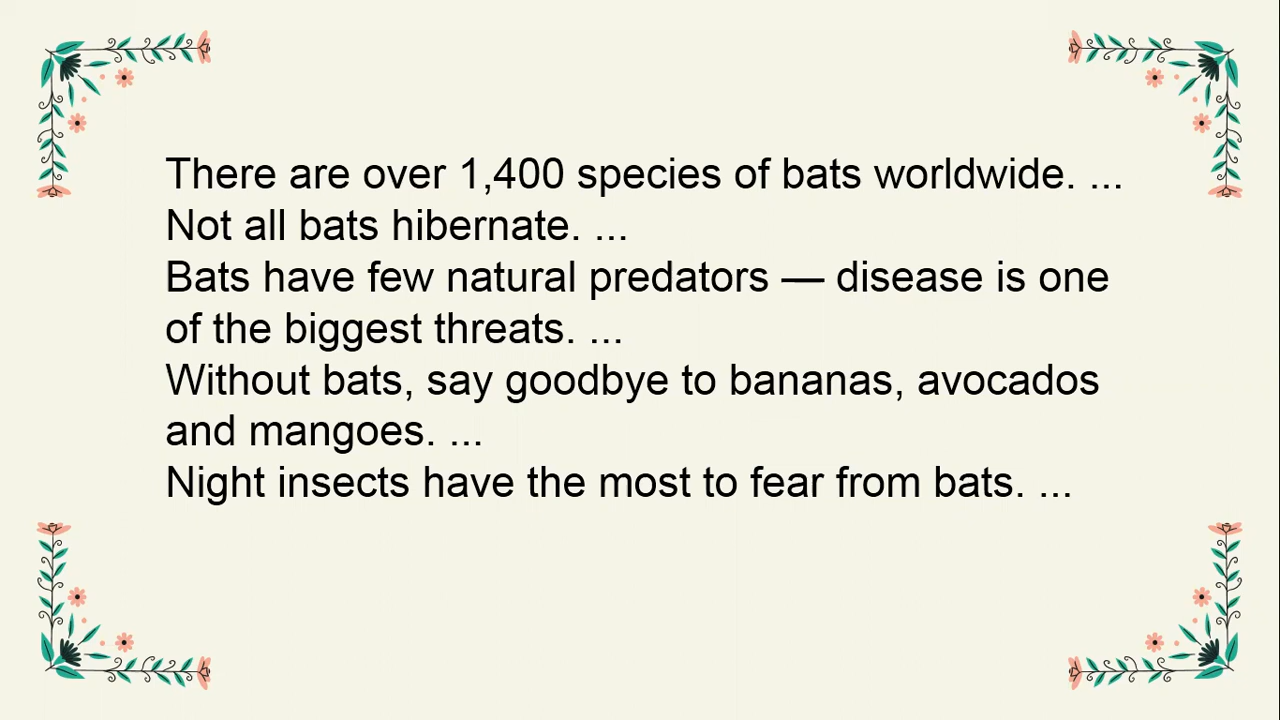 There are over 1,400 species of bats worldwide. ...
Not all bats hibernate. ...
Bats have few natural predators — disease is one
of the biggest threats. ...
Without bats, say goodbye to bananas, avocados
and mangoes. ...
Night insects have the most to fear from bats. ...